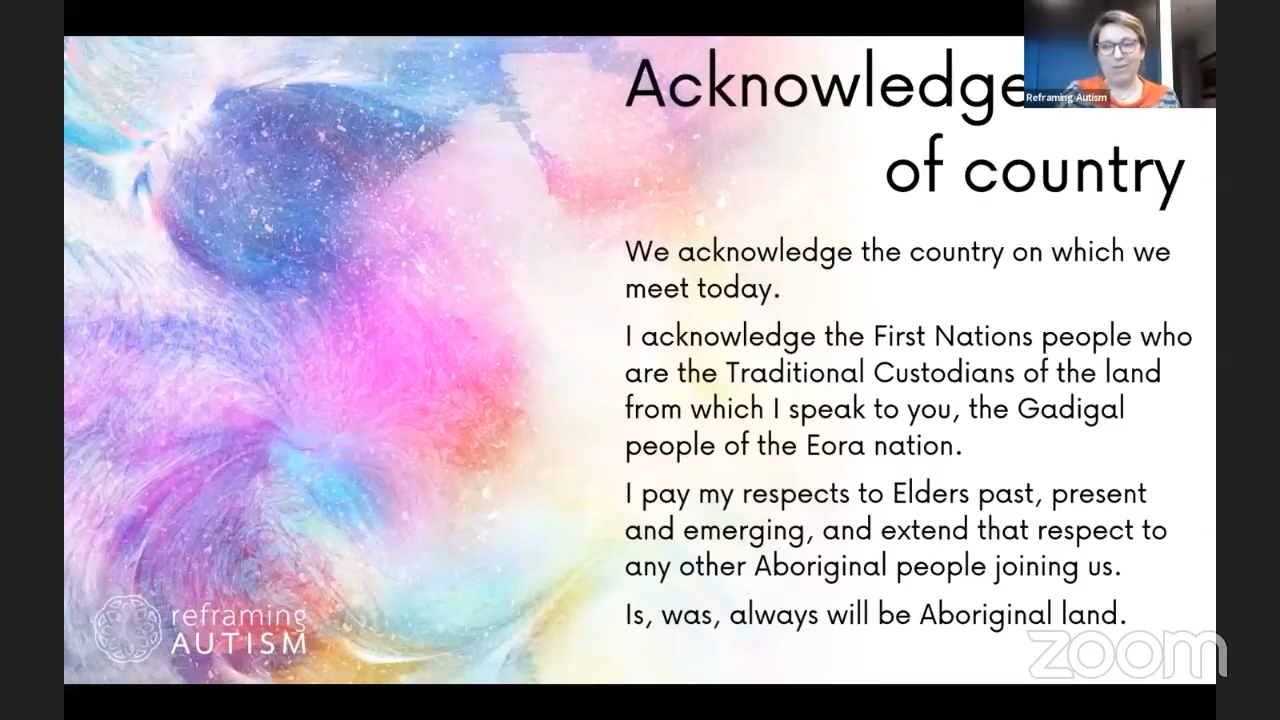 Acknowledge
of country
Reframing Autism
We acknowledge the country on which we
meet today.
I acknowledge the First Nations people who
are the Traditional Custodians of the land
from which I speak to you, the Gadigal
people of the Eora nation.
I pay my respects to Elders past, present
and emerging, and extend that respect to
any other Aboriginal people joining us.
Is, was, always will be Aboriginal land.
reframing
AUTISM
zoom